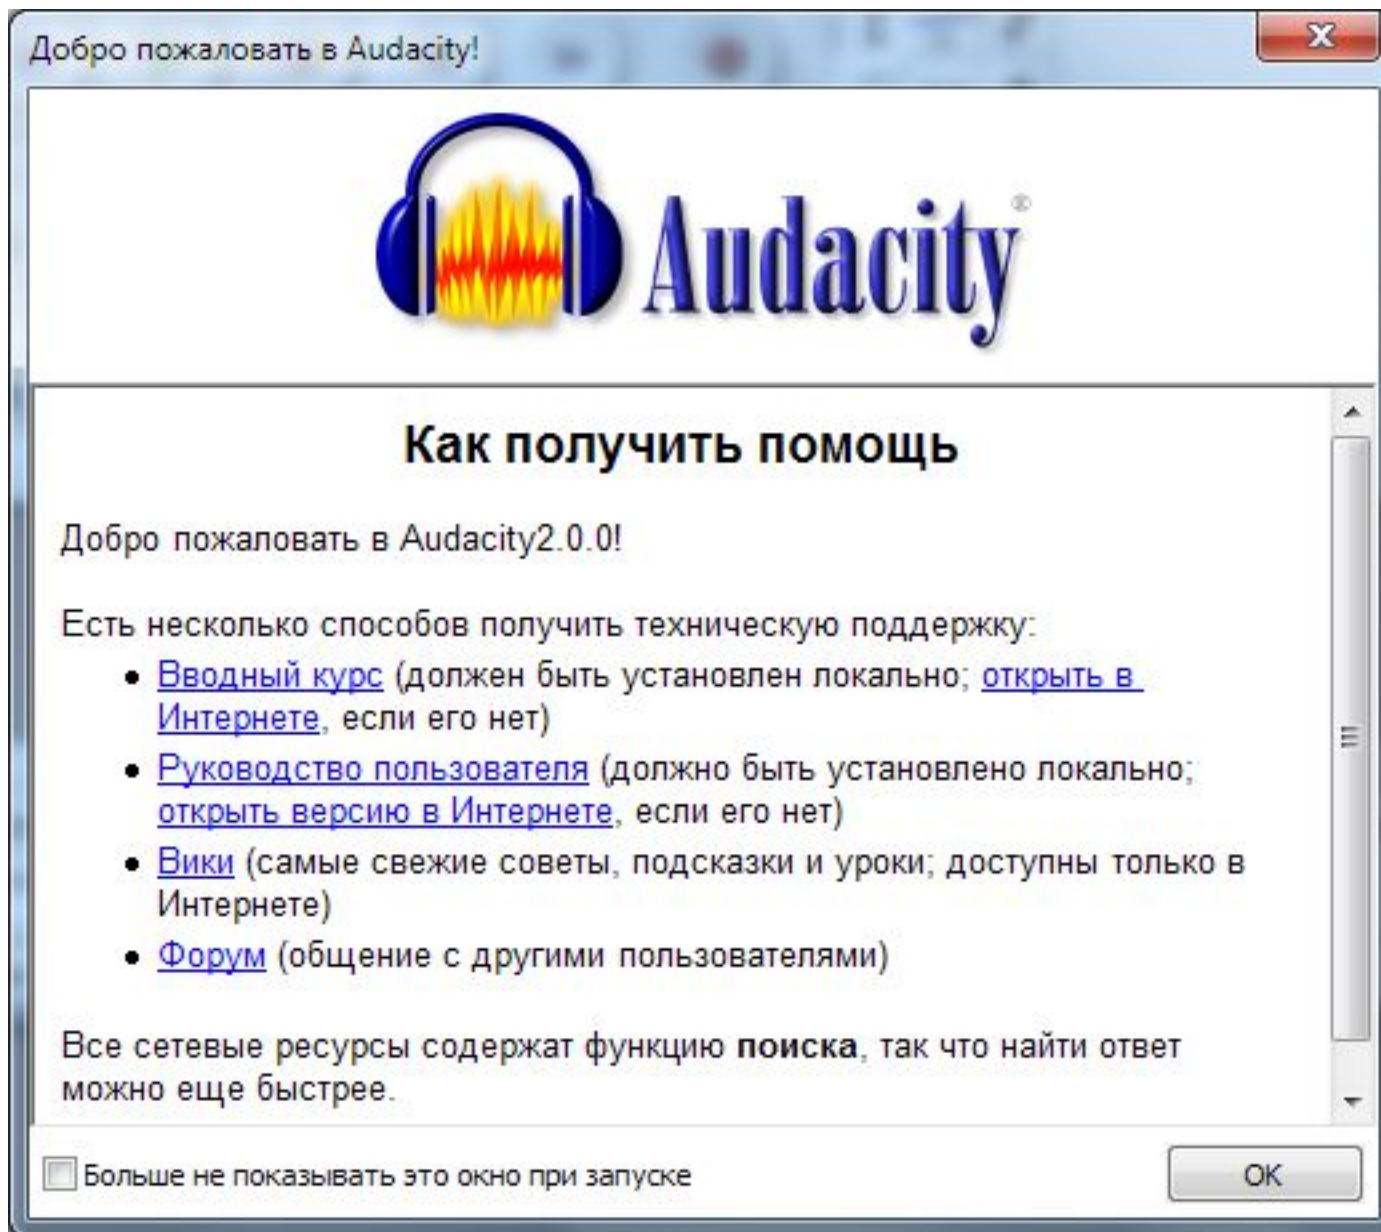 Добро пожаловать в Audacity!
Audacity®
Как получить помощь
Добро пожаловать в Audacity2.0.0!
Есть несколько способов получить техническую поддержку:
• Вводный курс (должен быть установлен локально; открыть в
Интернете, если его нет)
• Руководство пользователя (должно быть установлено локально;
открыть версию в Интернете, если его нет)
• Вики (самые свежие советы, подсказки и уроки; доступны только в
Интернете)
• Форум (общение с другими пользователями)
Все сетевые ресурсы содержат функцию поиска, так что найти ответ
можно еще быстрее.
Больше не показывать это окно при запуске
OK